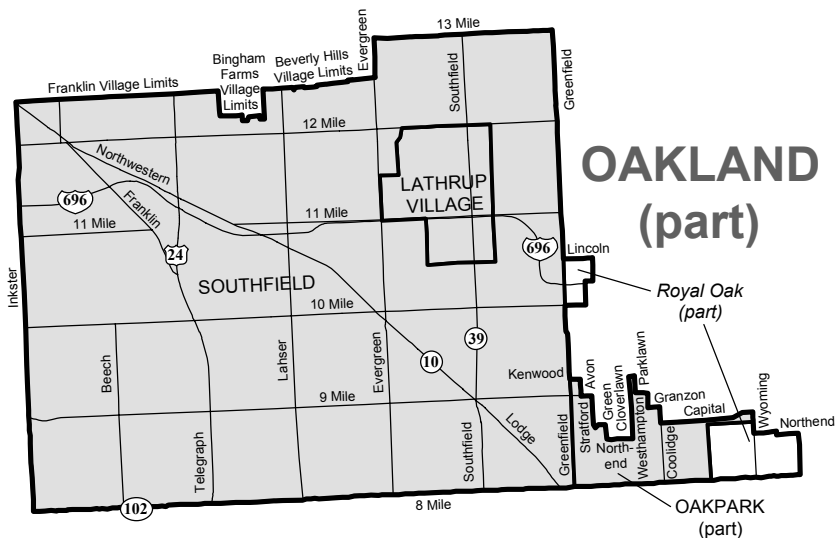 13 Mile
Evergreen
Bingham
Farms
Village
Limits
Beverly Hills
Village Limits
Franklin Village Limits
Southfield
Greenfield
12 Mile
Northwestern
OAKLAND
(part)
LATHRUP
VILLAGE
696
Franklin
11 Mile
11 Mile
24
696
Lincoln
Inkster
SOUTHFIELD
Royal Oak
(part)
10 Mile
Beech
Lahser
Evergreen
10
39
Kenwood
Avon
Green
Cloverlawn
Parklawn
Granzon
Capital
Wyoming
Northend
9 Mile
Stratford
Telegraph
Southfield
Lodge
Greenfield
North-
end
Westhampton
Coolidge
102
8 Mile
OAKPARK
(part)